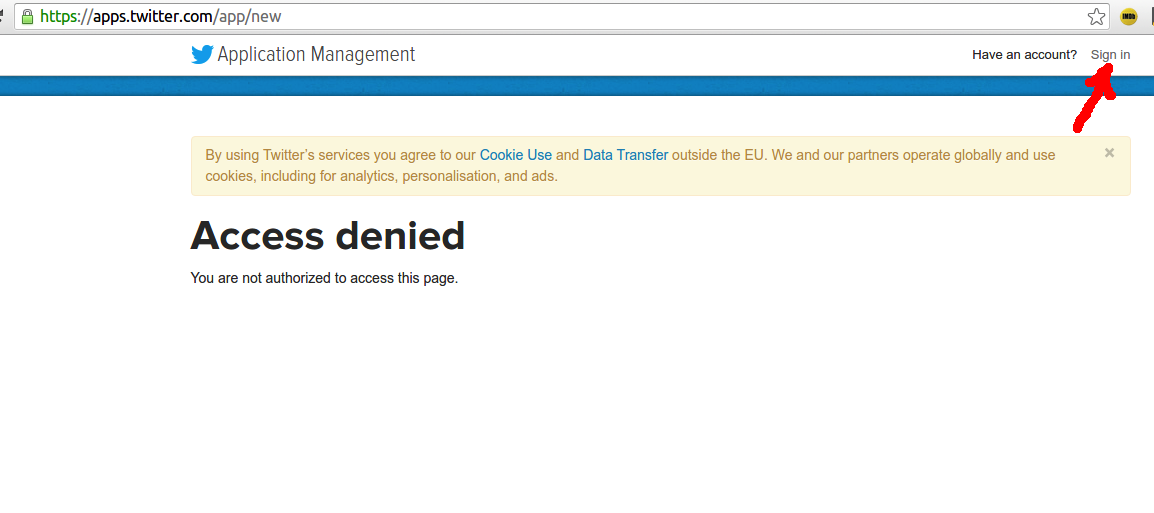 https://apps.twitter.com/app/new
IMDb
Application Management
Have an account? Sign in
By using Twitter’s services you agree to our Cookie Use and Data Transfer outside the EU. We and our partners operate globally and use
cookies, including for analytics, personalisation, and ads.
×
Access denied
You are not authorized to access this page.